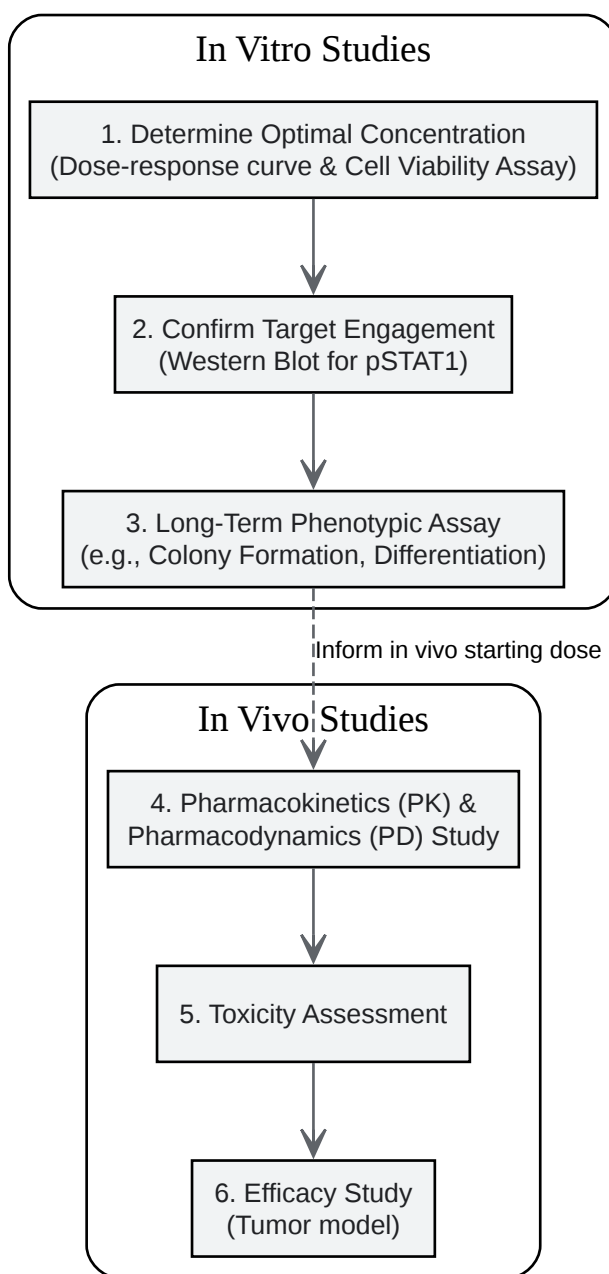 In Vitro Studies
1. Determine Optimal Concentration
(Dose-response curve & Cell Viability Assay)
2. Confirm Target Engagement
(Western Blot for pSTAT1)
3. Long-Term Phenotypic Assay
(e.g., Colony Formation, Differentiation)
Inform in vivo starting dose
In Vivo Studies
4. Pharmacokinetics (PK) &
Pharmacodynamics (PD) Study
5. Toxicity Assessment
6. Efficacy Study
(Tumor model)